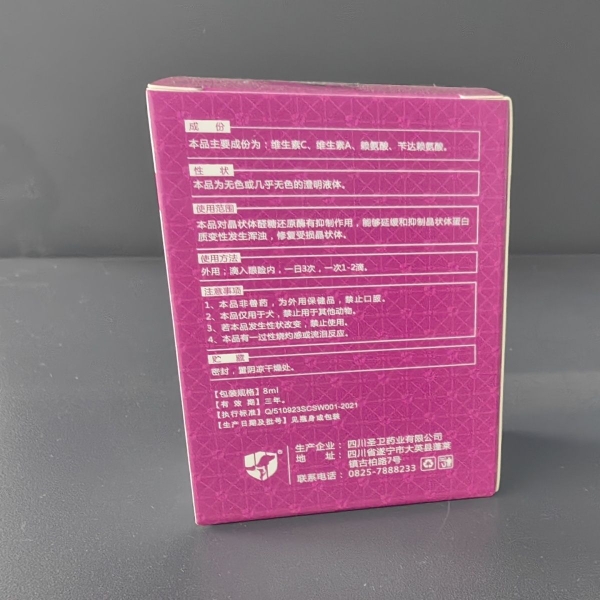 成 份
本品主要成份为：维生素C、维生素A、赖氨酸、苄达赖氨酸。
性 状
本品为无色或几乎无色的澄明液体。
使用范围
本品对晶状体醛糖还原酶有抑制作用，能够延缓和抑制晶状体蛋白
质变性发生浑浊，修复受损晶状体。
使用方法
外用；滴入眼睑内，一日3次，一次1-2滴。
注意事项
1、本品非兽药，为外用保健品，禁止口服。
2、本品仅用于犬，禁止用于其他动物。
3、若本品发生性状改变，禁止使用。
4、本品有一过性烧灼感或流泪反应。
贮 藏
密封，置阴凉干燥处。
【包装规格】8ml
【有 效 期】三年。
【执行标准】Q/510923SCSW001-2021
【生产日期及批号】见瓶身或包装
生产企业：四川圣卫药业有限公司
地 址：四川省遂宁市大英县蓬莱
镇古柏路7号
联系电话：0825-7888233